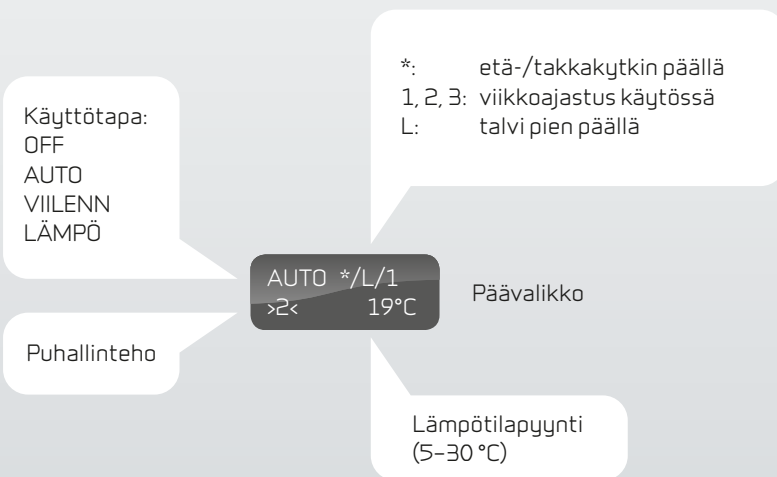 *: etä-/takkakytkin päällä
1, 2, 3: viikkoajastus käytössä
L: talvi pien päällä
Käyttötapa:
OFF
AUTO
VIILENN
LÄMPÖ
AUTO */L/1
>2< 19°C
Päävalikko
Puhallinteho
Lämpötilapyynti
(5–30 °C)